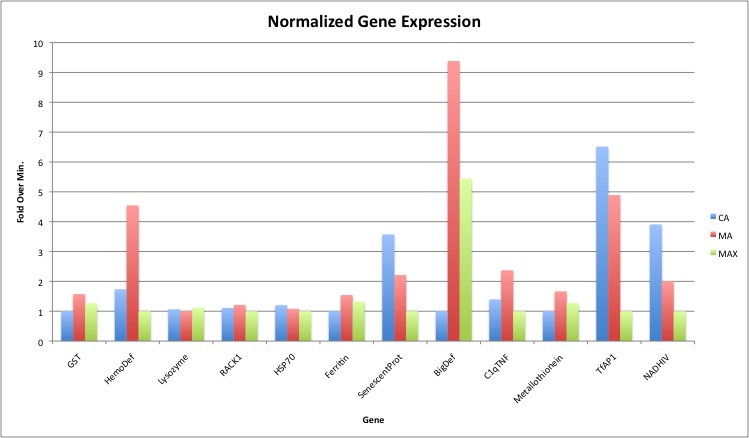 Normalized Gene Expression
10
9
8
7
6
5
4
3
2
1
0
Fold Over Min.
GST
HemoDef
Lysozyme
RACK1
HSP70
Ferritin
SenescentProt
BigDef
C1qTNF
Metallothionein
TfAP1
NADHIV
Gene
CA
MA
MAX